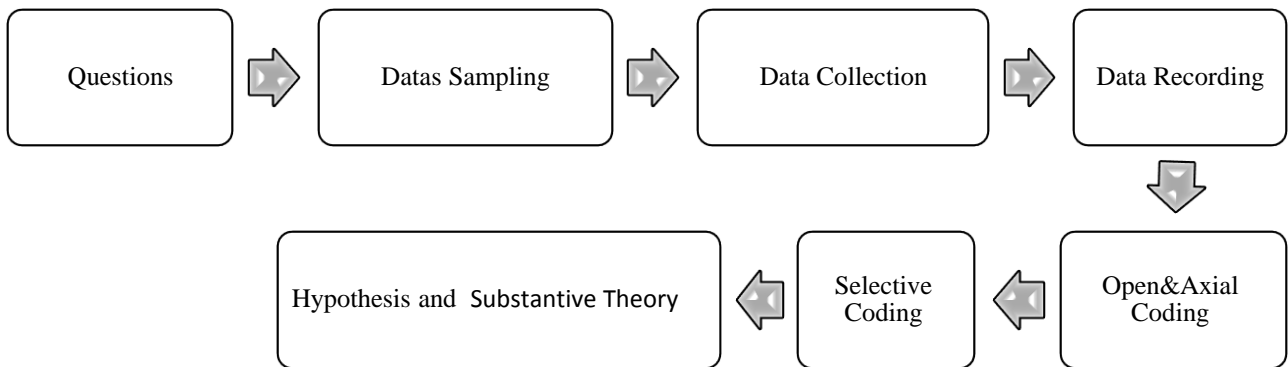 Questions
Datas Sampling
Data Collection
Data Recording
Open&Axial
Coding
Selective
Coding
Hypothesis and Substantive Theory